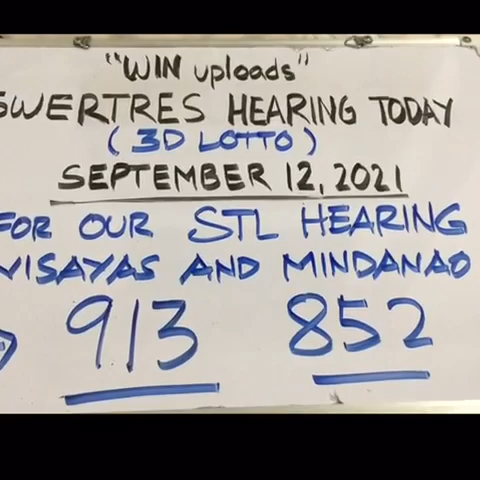 "WIN uploads"
SWERTRES HEARING TODAY
(3D LOTTO)
SEPTEMBER 12, 2021
FOR OUR STL HEARING
VISAYAS AND MINDANAO
913 852